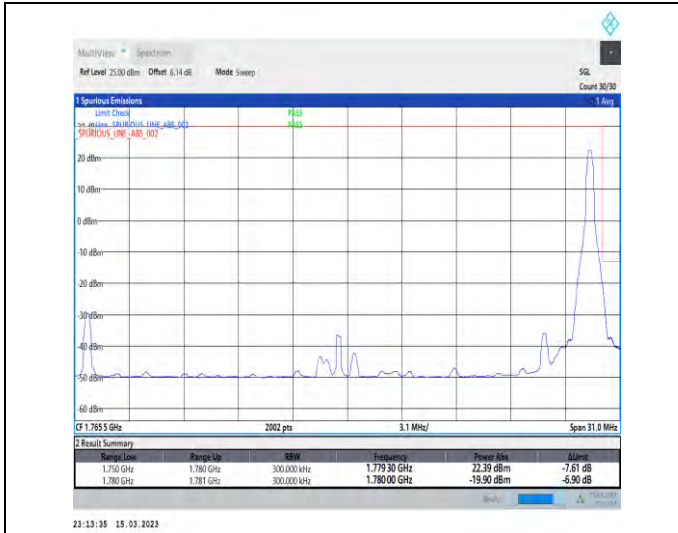 MultiView Spectrum
Ref Level 25.00 dBm Offset 6.14 dB Mode Sweep SGL
Count 30/30
1 Spurious Emissions 1 Avg
Limit Check PASS
Line SPURIOUS_LINE_ABS_002 PASS
SPURIOUS_LINE_ABS_002
20 dBm
10 dBm
0 dBm
-10 dBm
-20 dBm
-30 dBm
-40 dBm
-50 dBm
-60 dBm
CF 1.765 5 GHz 2002 pts 3.1 MHz/ Span 31.0 MHz
2 Result Summary
Range Low Range Up RBW Frequency Power Abs ΔLimit
1.750 GHz 1.780 GHz 300.000 kHz 1.779 30 GHz 22.39 dBm -7.61 dB
1.780 GHz 1.781 GHz 300.000 kHz 1.780 00 GHz -19.90 dBm -6.90 dB
23:13:35 15.03.2023